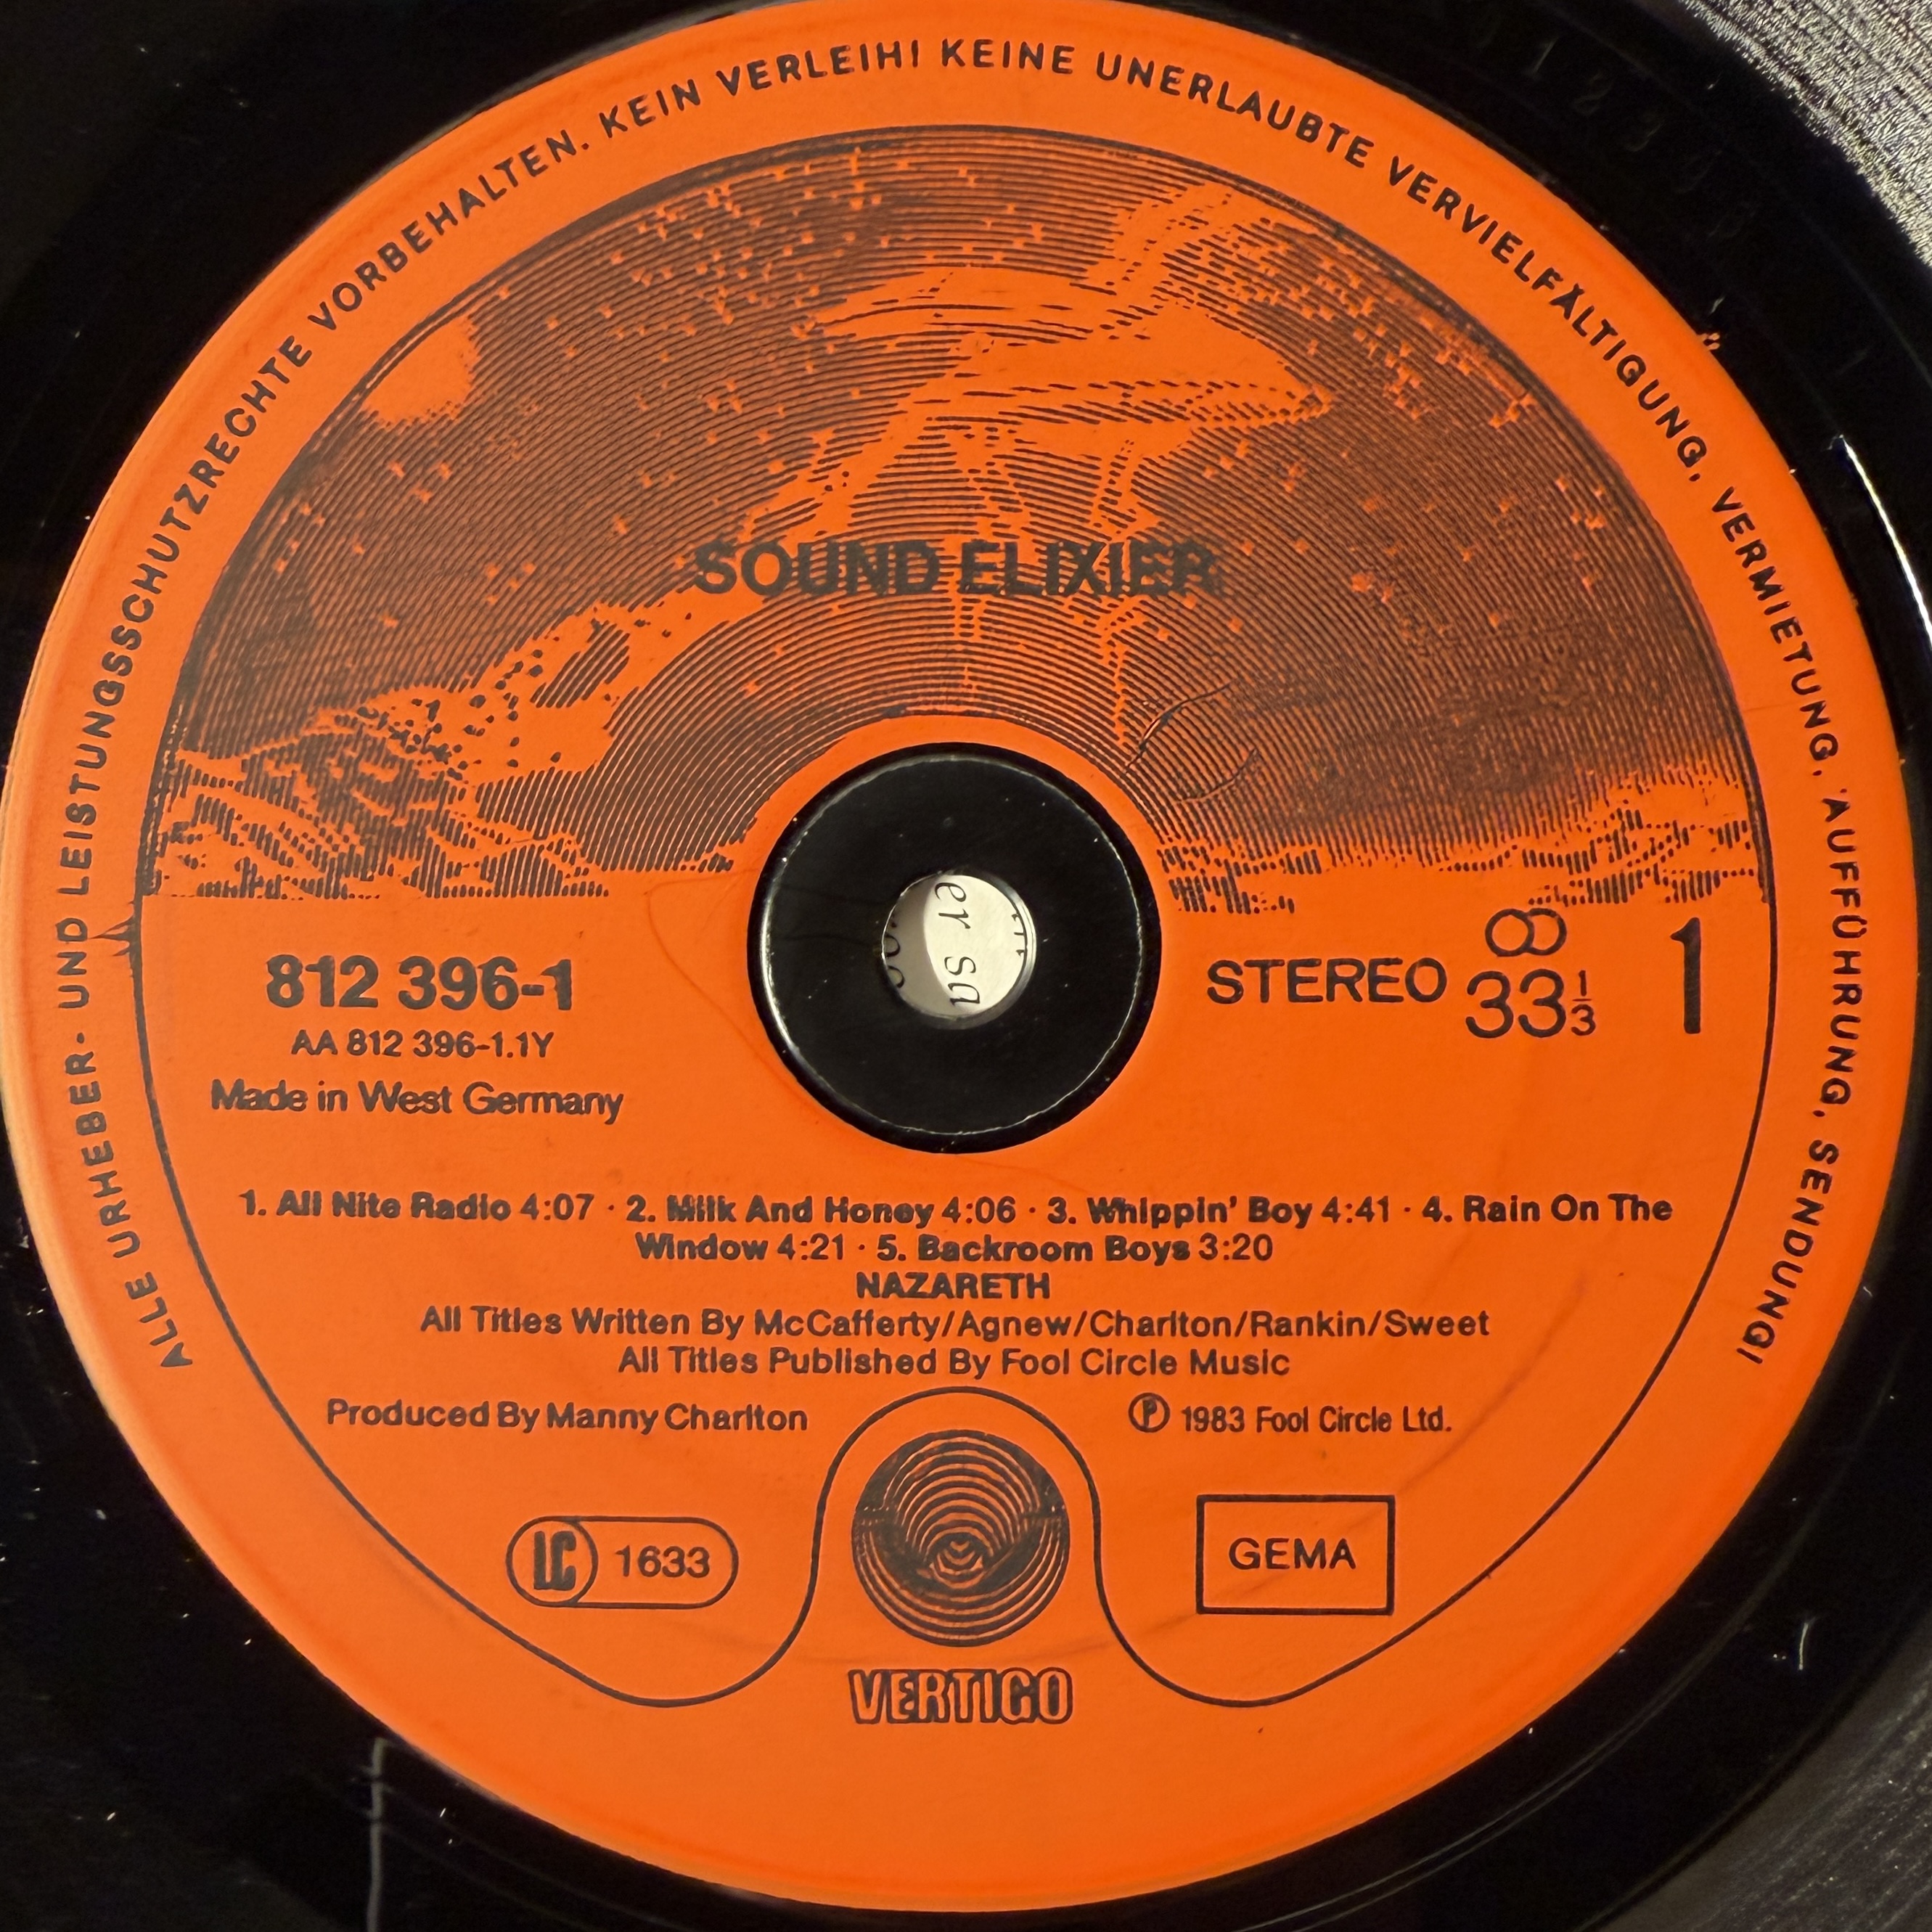 ALLE URHEBER- UND LEISTUNGSSCHUTZRECHTE VORBEHALTEN. KEIN VERLEIH! KEINE UNERLAUBTE VERVIELFÄLTIGUNG, VERMIETUNG, AUFFÜHRUNG, SENDUNG!
SOUND ELIXIER
812 396-1
AA 812 396-1.1Y
Made in West Germany
er sa
STEREO 33 1/3
1
1. All Nite Radio 4:07 · 2. Milk And Honey 4:06 · 3. Whippin' Boy 4:41 · 4. Rain On The
Window 4:21 · 5. Backroom Boys 3:20
NAZARETH
All Titles Written By McCafferty/Agnew/Charlton/Rankin/Sweet
All Titles Published By Fool Circle Music
Produced By Manny Charlton
Ⓟ 1983 Fool Circle Ltd.
LC 1633
GEMA
VERTIGO